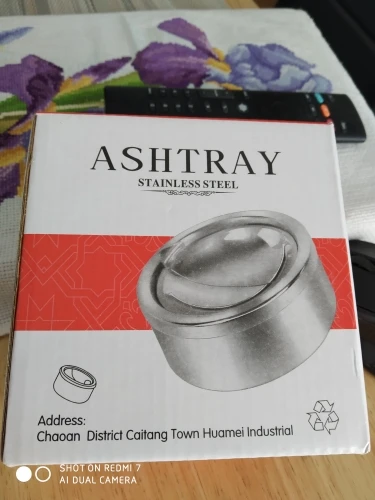 ASHTRAY
STAINLESS STEEL
Address:
Chaoan District Caitang Town Huamei Industrial
SHOT ON REDMI 7
AI DUAL CAMERA